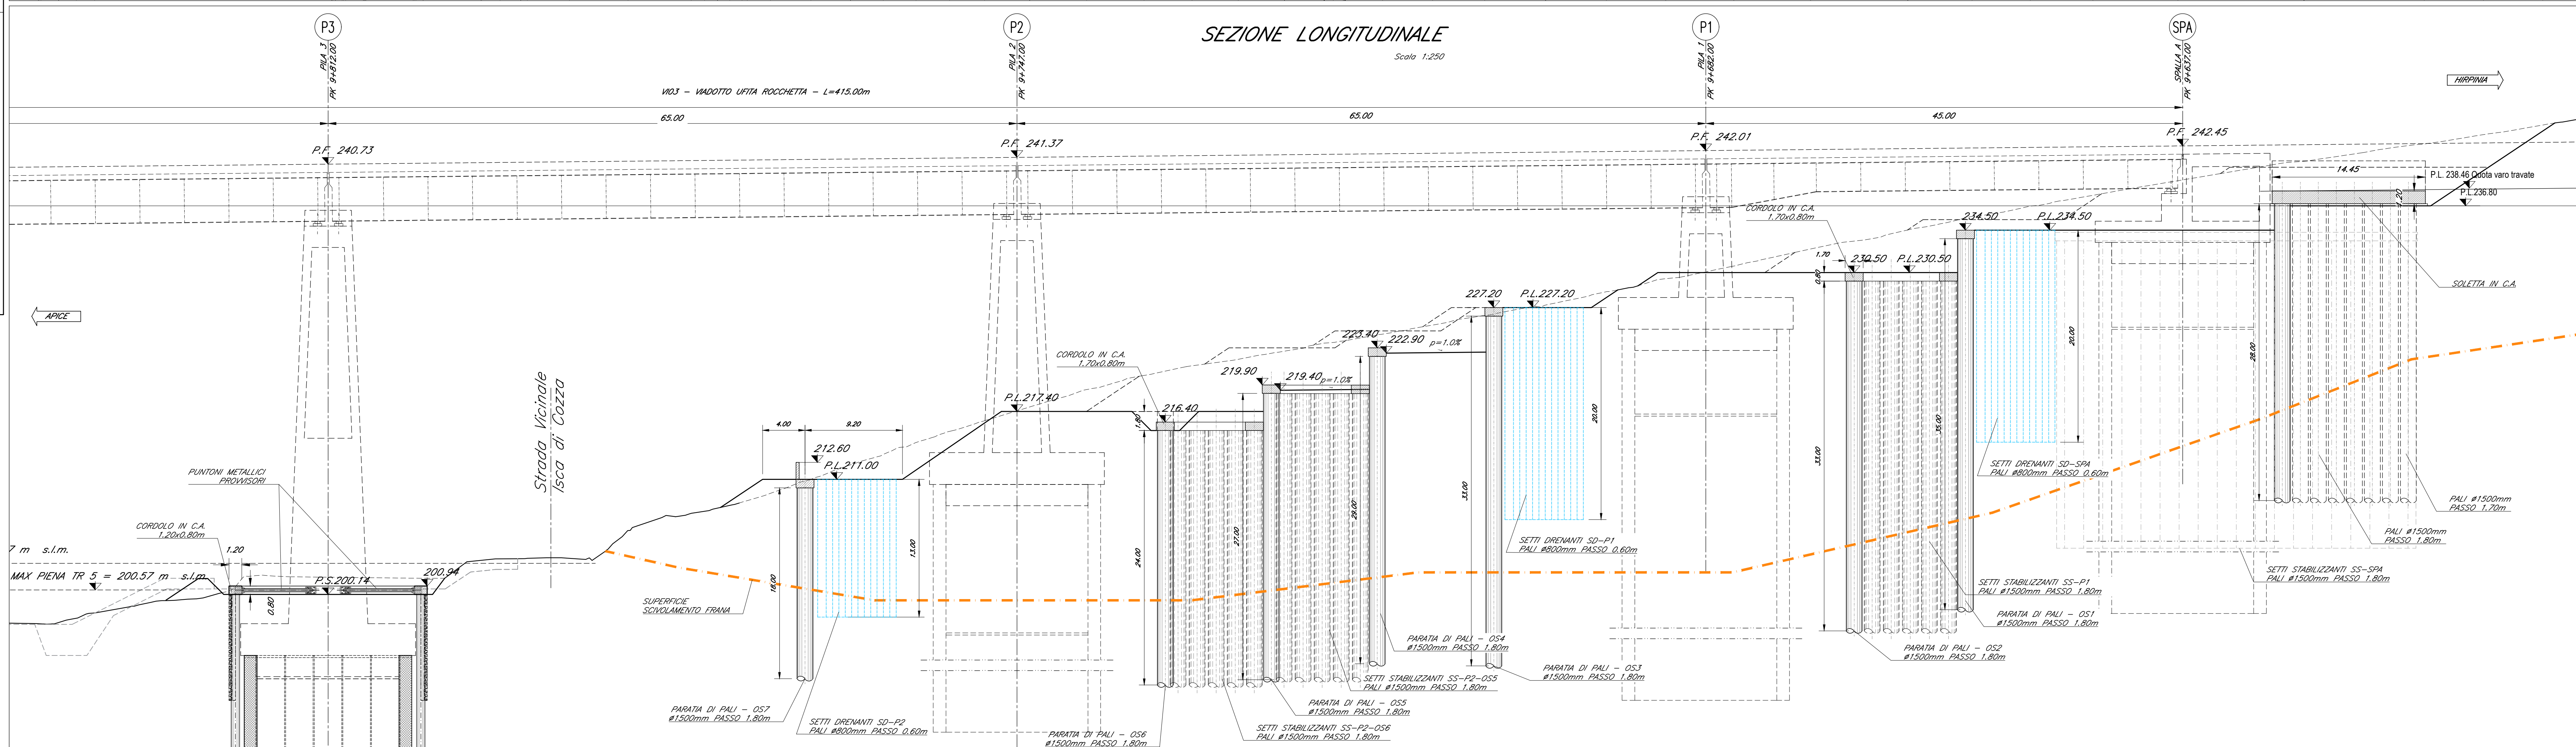 SEZIONE LONGITUDINALE
Scala 1:250
P3
PILA 3
PK 9+812.00
P2
PILA 2
PK 9+747.00
P1
PILA 1
PK 9+682.00
SPA
SPALLA A
PK 9+637.00
HIRPINIA
VI03 - VIADOTTO UFITA ROCCHETTA - L=415.00m
65.00
65.00
45.00
P.F. 240.73
P.F. 241.37
P.F. 242.01
P.F. 242.45
14.45
P.L. 238.46 Quota varo travate
P.L.236.80
1.20
CORDOLO IN C.A.
1.70x0.80m
234.50
P.L.234.50
1.70
230.50
P.L.230.50
0.80
SOLETTA IN C.A.
APICE
227.20
P.L.227.20
223.40
222.90
p=1.0%
CORDOLO IN C.A.
1.70x0.80m
219.90
219.40
p=1.0%
P.L.217.40
216.40
1.80
Strada Vicinale
Isca di Cozza
4.00
9.20
212.60
P.L.211.00
20.00
28.00
35.00
33.00
20.00
33.00
29.00
27.00
24.00
13.00
18.00
PUNTONI METALLICI
PROVVISORI
CORDOLO IN C.A.
1.20x0.80m
7 m s.l.m.
1.20
MAX PIENA TR 5 = 200.57 m s.l.m.
P.S.200.14
200.94
0.80
SUPERFICIE
SCIVOLAMENTO FRANA
SETTI DRENANTI SD-SPA
PALI ø800mm PASSO 0.60m
PALI ø1500mm
PASSO 1.70m
PALI ø1500mm
PASSO 1.80m
SETTI DRENANTI SD-P1
PALI ø800mm PASSO 0.60m
SETTI STABILIZZANTI SS-SPA
PALI ø1500mm PASSO 1.80m
SETTI STABILIZZANTI SS-P1
PALI ø1500mm PASSO 1.80m
PARATIA DI PALI - OS1
ø1500mm PASSO 1.80m
PARATIA DI PALI - OS2
ø1500mm PASSO 1.80m
PARATIA DI PALI - OS4
ø1500mm PASSO 1.80m
PARATIA DI PALI - OS3
ø1500mm PASSO 1.80m
SETTI STABILIZZANTI SS-P2-OS5
PALI ø1500mm PASSO 1.80m
PARATIA DI PALI - OS5
ø1500mm PASSO 1.80m
PARATIA DI PALI - OS7
ø1500mm PASSO 1.80m
SETTI DRENANTI SD-P2
PALI ø800mm PASSO 0.60m
SETTI STABILIZZANTI SS-P2-OS6
PALI ø1500mm PASSO 1.80m
PARATIA DI PALI - OS6
ø1500mm PASSO 1.80m